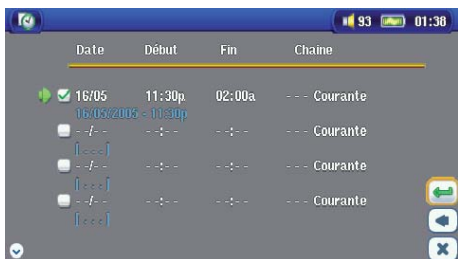 93 01:38
Date Début Fin Chaine
16/05 11:30p 02:00a --- Courante
16/05/2005 - 11:30p
--/-- --:-- --:-- --- Courante
[...]
--/-- --:-- --:-- --- Courante
[...]
--/-- --:-- --:-- --- Courante
[...]